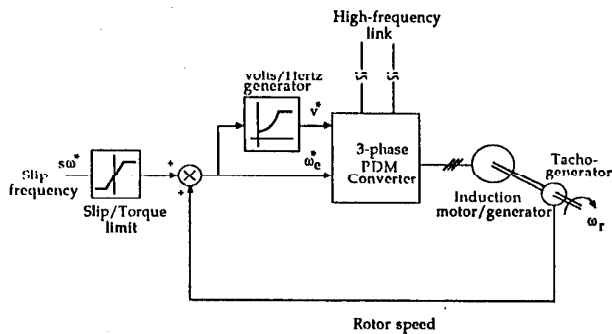 High-frequency
link
Volts/Hertz
generator
v*
sω*
Slip
frequency
+
+
Slip/Torque
limit
ω*e
3-phase
PDM
Converter
Tacho-
generator
Induction
motor/generator
ωr
Rotor speed